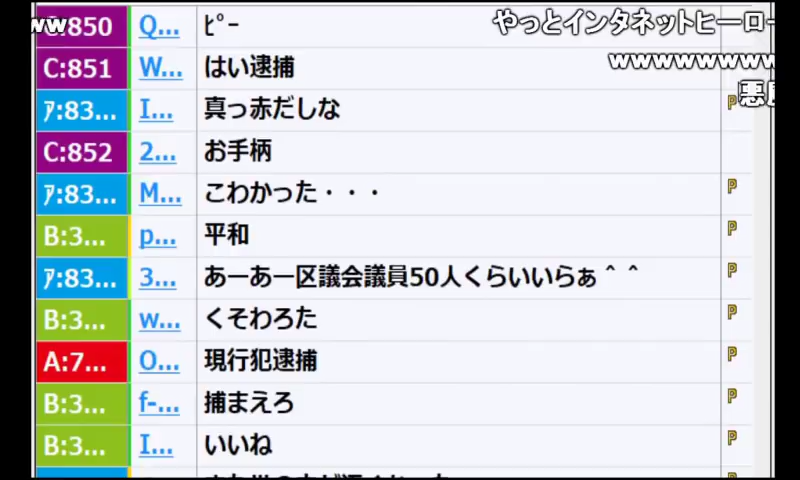 C:850 Q... ﾋﾟｰ
やっとインタネットヒーロー
C:851 W... はい逮捕
wwwwwwww
ｱ:83... I... 真っ赤だしな P
C:852 2... お手柄
ｱ:83... M... こわかった・・・ P
B:3... p... 平和 P
ｱ:83... 3... あーあー区議会議員50人くらいいらぁ＾＾ P
B:3... w... くそわろた P
A:7... O... 現行犯逮捕 P
B:3... f-... 捕まえろ P
B:3... I... いいね P